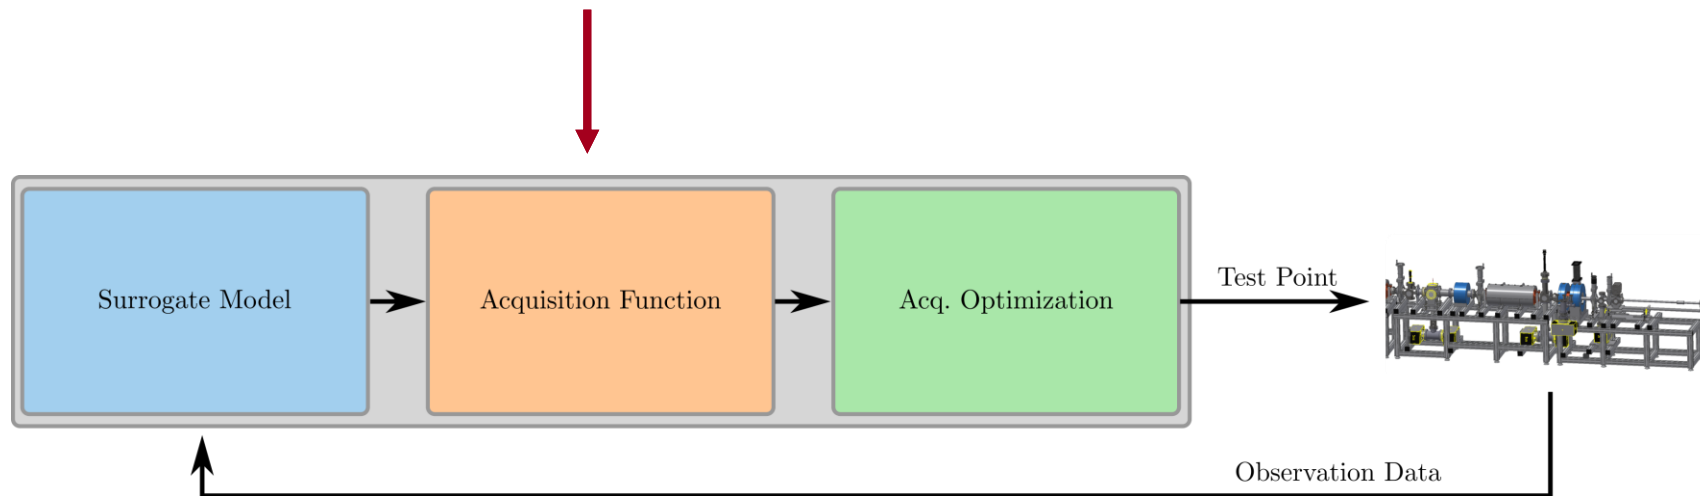 Surrogate Model
Acquisition Function
Acq. Optimization
Test Point
Observation Data